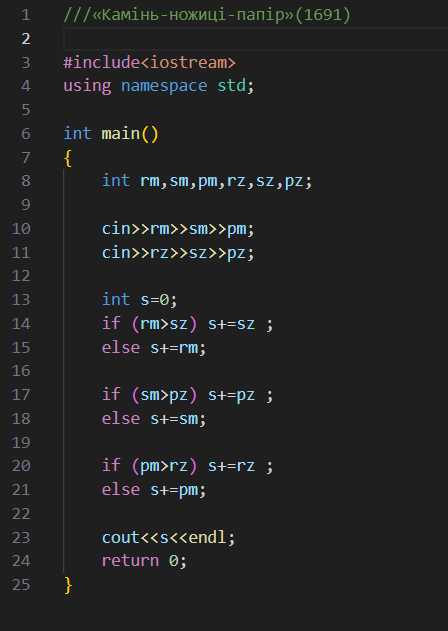 1 ///«Камінь-ножиці-папір»(1691)
2
3 #include<iostream>
4 using namespace std;
5
6 int main()
7 {
8     int rm,sm,pm,rz,sz,pz;
9
10     cin>>rm>>sm>>pm;
11     cin>>rz>>sz>>pz;
12
13     int s=0;
14     if (rm>sz) s+=sz ;
15     else s+=rm;
16
17     if (sm>pz) s+=pz ;
18     else s+=sm;
19
20     if (pm>rz) s+=rz ;
21     else s+=pm;
22
23     cout<<s<<endl;
24     return 0;
25 }